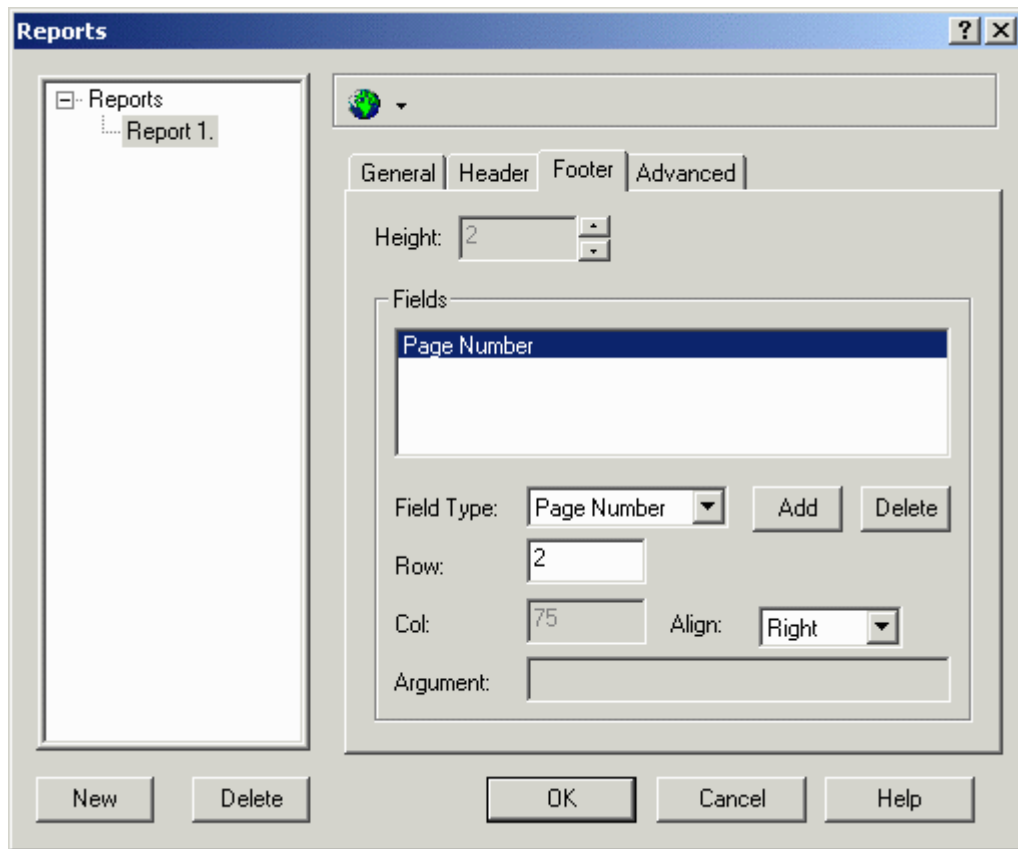 Reports
Reports
Report 1.
General Header Footer Advanced
Height: 2
Fields
Page Number
Field Type: Page Number Add Delete
Row: 2
Col: 75 Align: Right
Argument:
New Delete OK Cancel Help